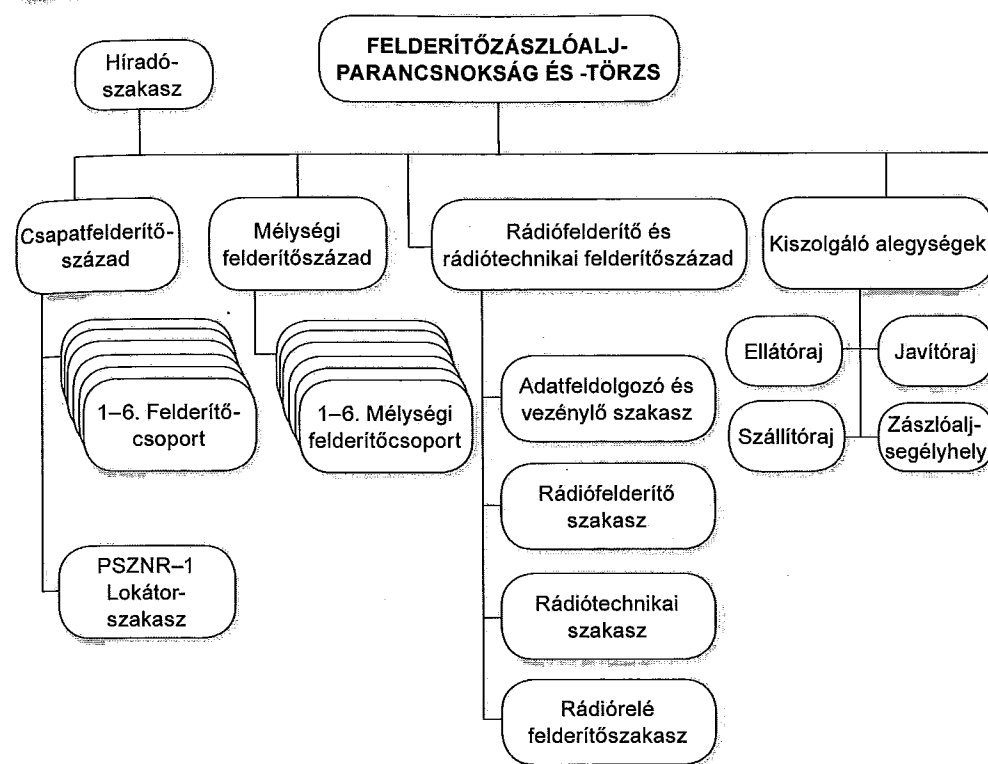 FELDERÍTŐZÁSZLÓALJ-
PARANCSNOKSÁG ÉS -TÖRZS
Híradó-
szakasz
Csapatfelderítő-
század
Mélységi
felderítőszázad
Rádiófelderítő és
rádiótechnikai felderítőszázad
Kiszolgáló alegységek
1–6. Felderítő-
csoport
1–6. Mélységi
felderítőcsoport
Adatfeldolgozó és
vezénylő szakasz
Ellátóraj
Javítóraj
Szállítóraj
Zászlóalj-
segélyhely
Rádiófelderítő
szakasz
PSZNR–1
Lokátor-
szakasz
Rádiótechnikai
szakasz
Rádiórelé
felderítőszakasz